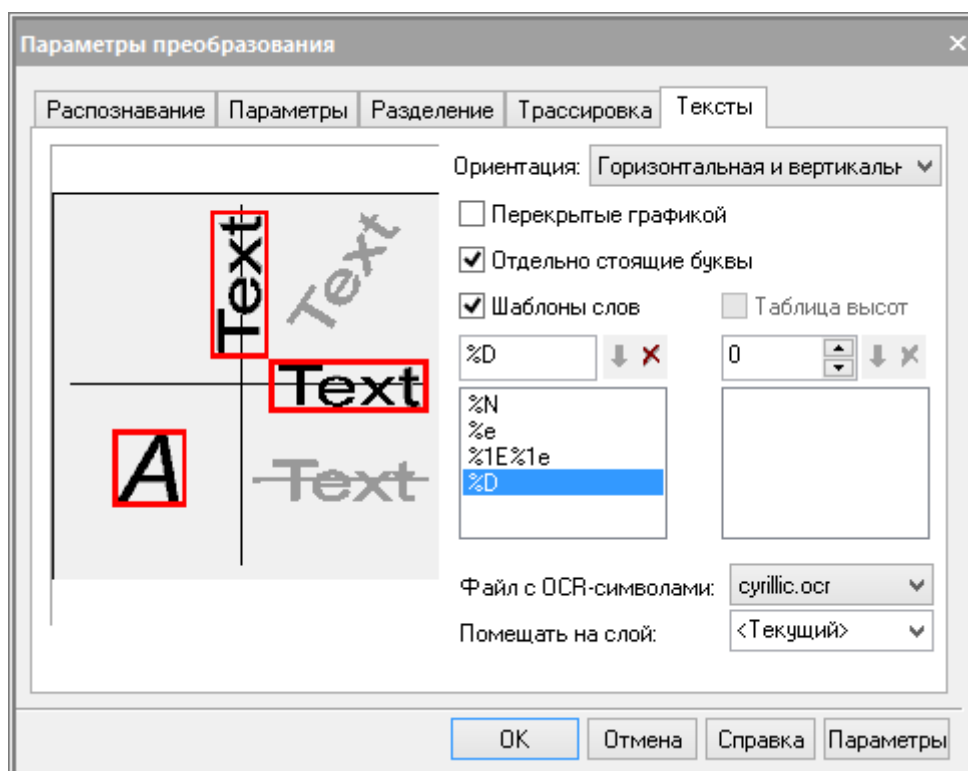 Параметры преобразования
Распознавание Параметры Разделение Трассировка Тексты
Ориентация: Горизонтальная и вертикальн
Перекрытые графикой
Отдельно стоящие буквы
Шаблоны слов Таблица высот
%D 0
%N
%e
%1E%1e
%D
Text
Text
Text
A
Text
Файл с OCR-символами: cyrillic.ocr
Помещать на слой: <Текущий>
OK Отмена Справка Параметры